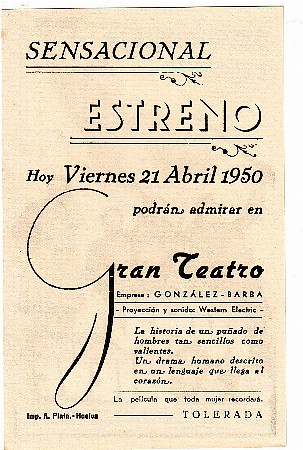 SENSACIONAL
ESTRENO
Hoy Viernes 21 Abril 1950
podrán admirar en
Gran Teatro
Empresa: GONZÁLEZ-BARBA
- Proyección y sonido: Western Electric -
La historia de un puñado de
hombres tan sencillos como
valientes.
Un drama humano descrito
en un lenguaje que llega al
corazón.
La película que toda mujer recordará.
Imp. A. Plata.-Huelva
TOLERADA